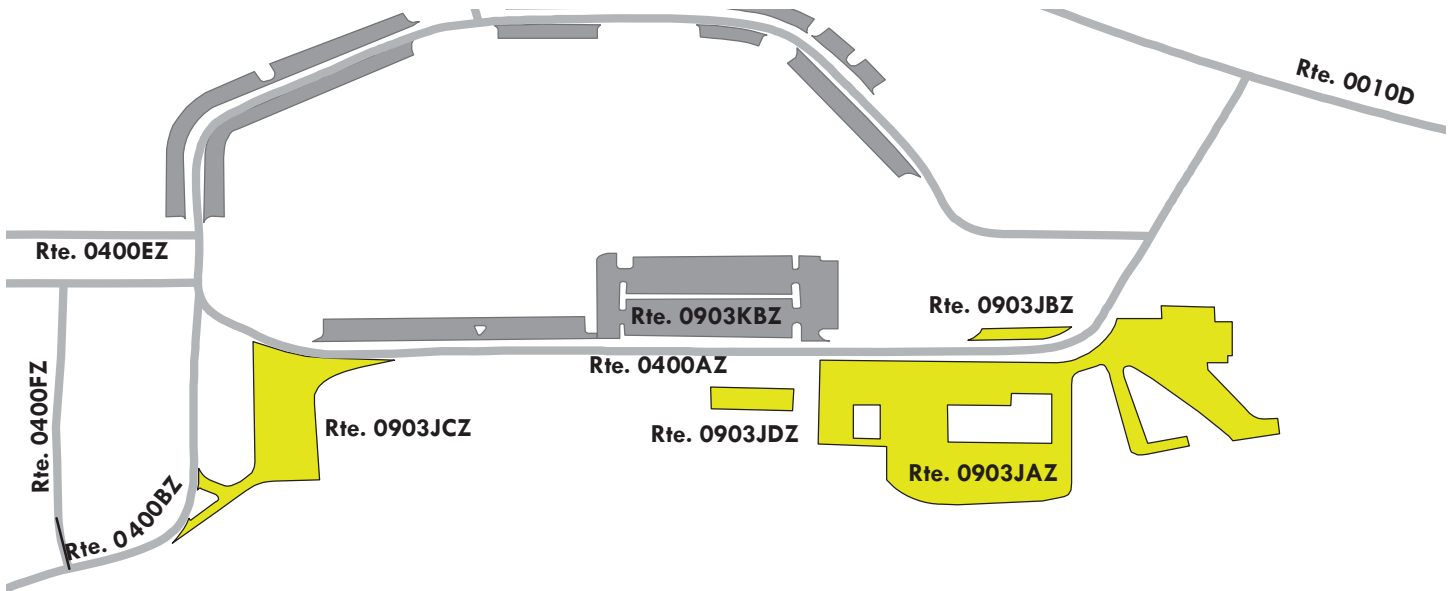 Rte. 0010D
Rte. 0400EZ
Rte. 0903JBZ
Rte. 0903KBZ
Rte. 0400AZ
Rte. 0400FZ
Rte. 0903JCZ
Rte. 0903JDZ
Rte. 0903JAZ
Rte. 0400BZ